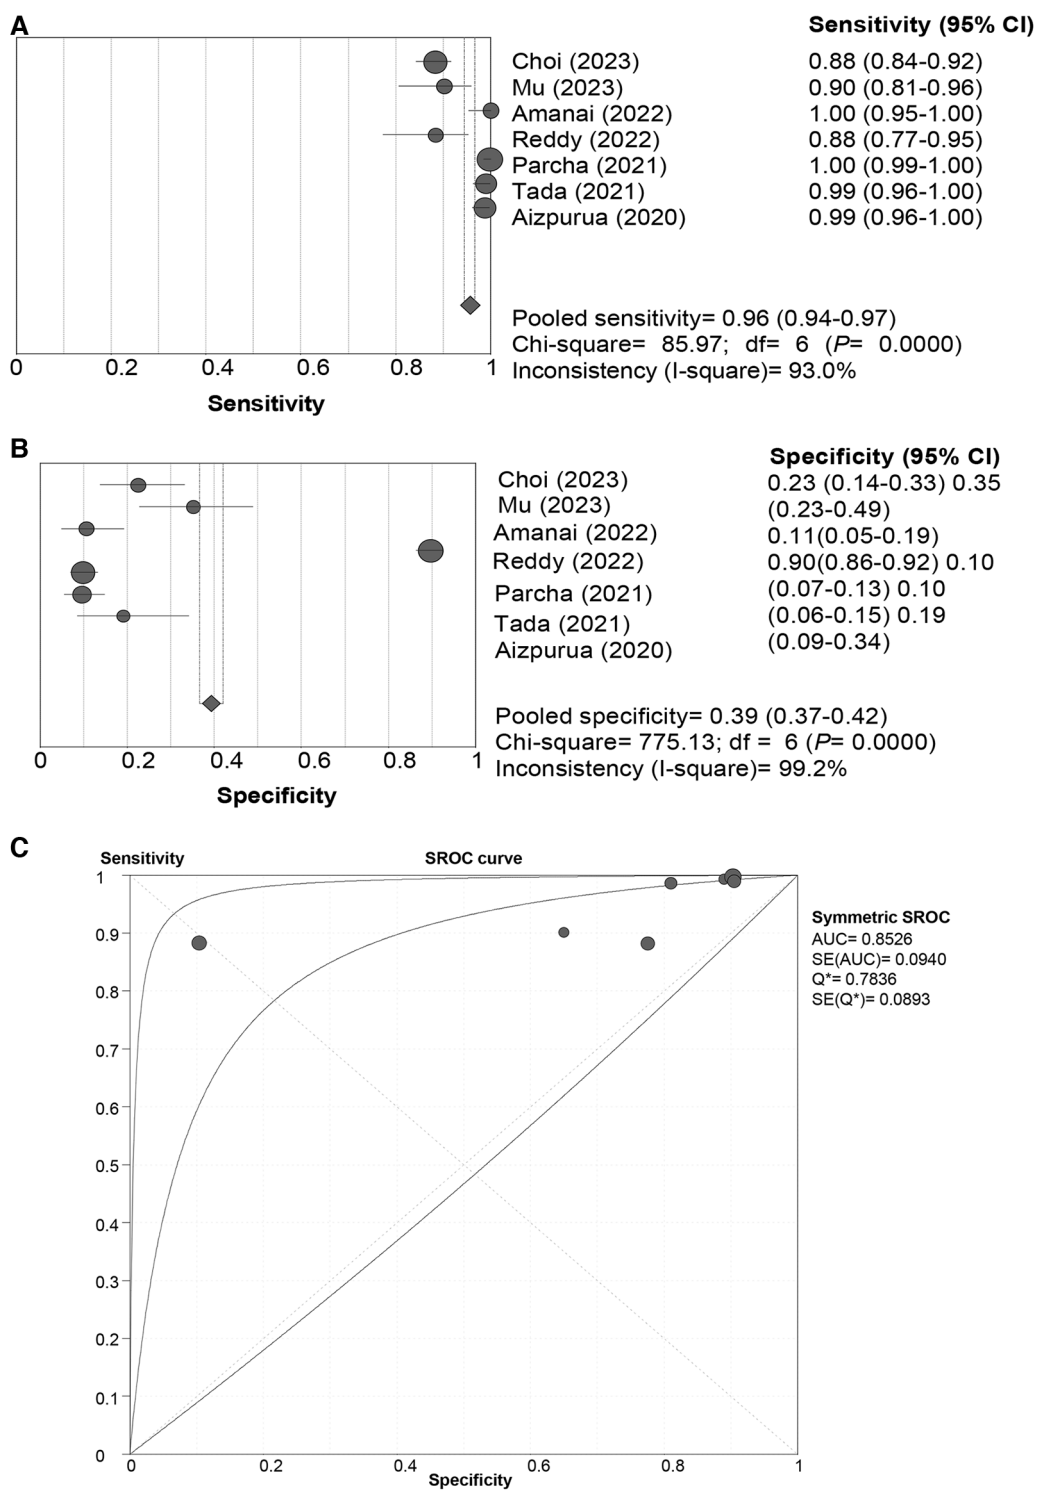 A
Sensitivity (95% CI)
Choi (2023) 0.88 (0.84-0.92)
Mu (2023) 0.90 (0.81-0.96)
Amanai (2022) 1.00 (0.95-1.00)
Reddy (2022) 0.88 (0.77-0.95)
Parcha (2021) 1.00 (0.99-1.00)
Tada (2021) 0.99 (0.96-1.00)
Aizpurua (2020) 0.99 (0.96-1.00)
Pooled sensitivity= 0.96 (0.94-0.97)
Chi-square= 85.97; df= 6 (P= 0.0000)
Inconsistency (I-square)= 93.0%
0 0.2 0.4 0.6 0.8 1
Sensitivity
B
Specificity (95% CI)
Choi (2023) 0.23 (0.14-0.33) 0.35
Mu (2023) (0.23-0.49)
Amanai (2022) 0.11(0.05-0.19)
Reddy (2022) 0.90(0.86-0.92) 0.10
Parcha (2021) (0.07-0.13) 0.10
Tada (2021) (0.06-0.15) 0.19
Aizpurua (2020) (0.09-0.34)
Pooled specificity= 0.39 (0.37-0.42)
Chi-square= 775.13; df = 6 (P= 0.0000)
Inconsistency (I-square)= 99.2%
0 0.2 0.4 0.6 0.8 1
Specificity
C
Sensitivity SROC curve
1
0.9
0.8
0.7
0.6
0.5
0.4
0.3
0.2
0.1
0
Symmetric SROC
AUC= 0.8526
SE(AUC)= 0.0940
Q*= 0.7836
SE(Q*)= 0.0893
0 0.2 0.4 0.6 0.8 1
Specificity